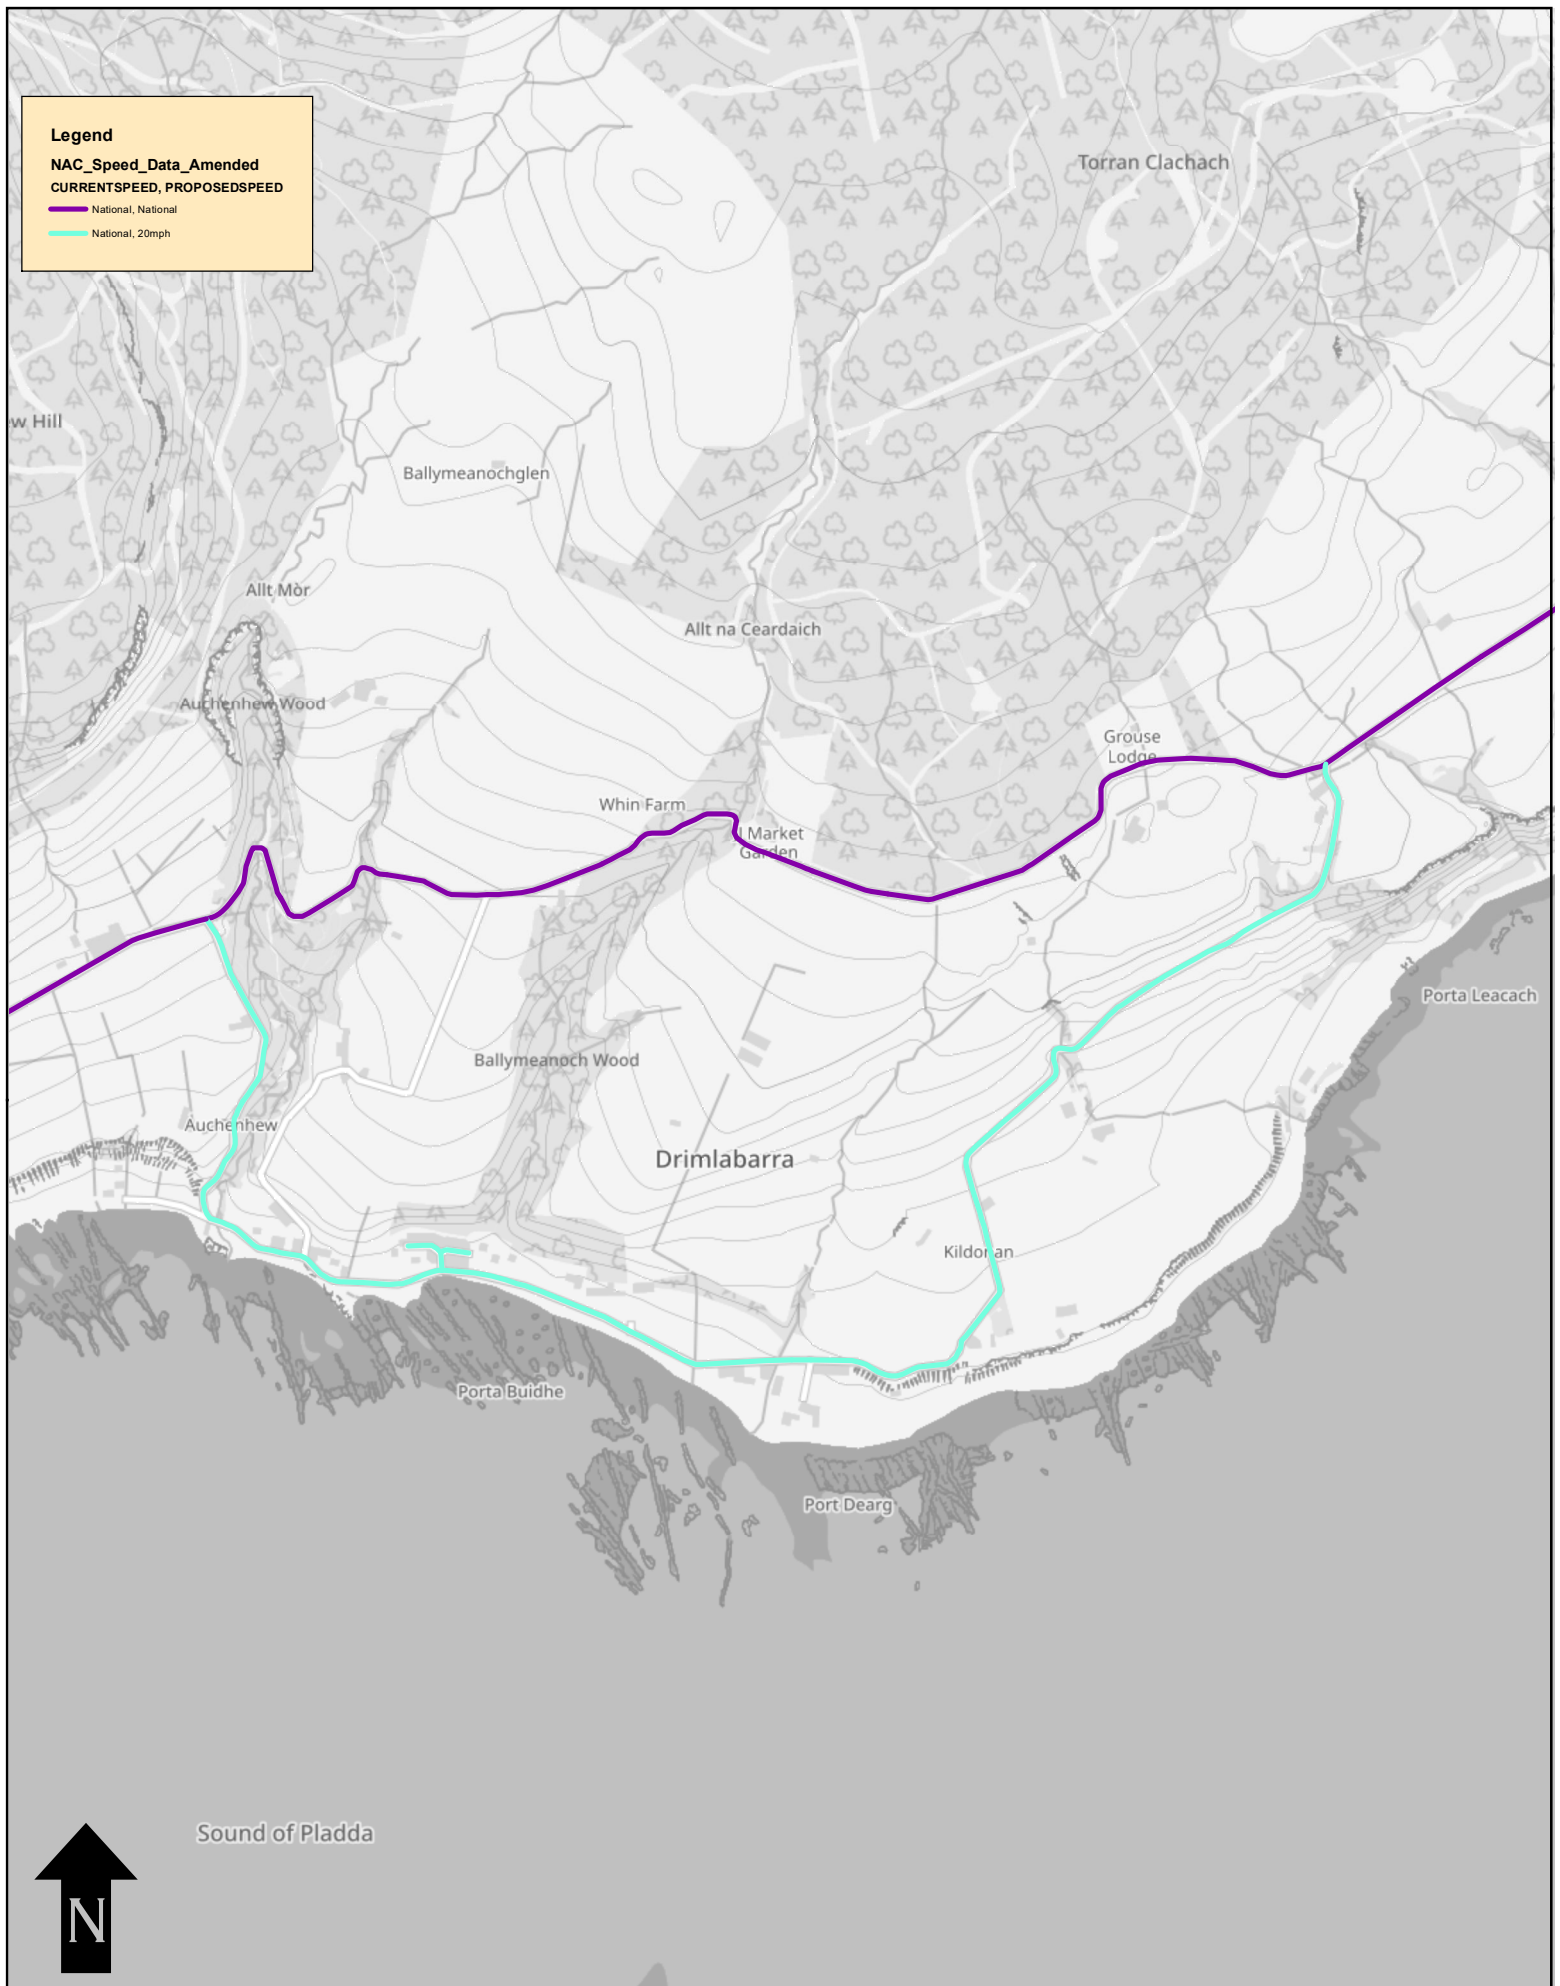 Legend
NAC_Speed_Data_Amended
CURRENTSPEED, PROPOSEDSPEED
National, National
National, 20mph
Torran Clachach
ew Hill
Ballymeanochglen
Allt Mòr
Allt na Ceardaich
Auchenhew Wood
Grouse
Lodge
Whin Farm
Market
Garden
Porta Leacach
Ballymeanoch Wood
Auchenhew
Drimlabarra
Kildonan
Porta Buidhe
Port Dearg
Sound of Pladda
N